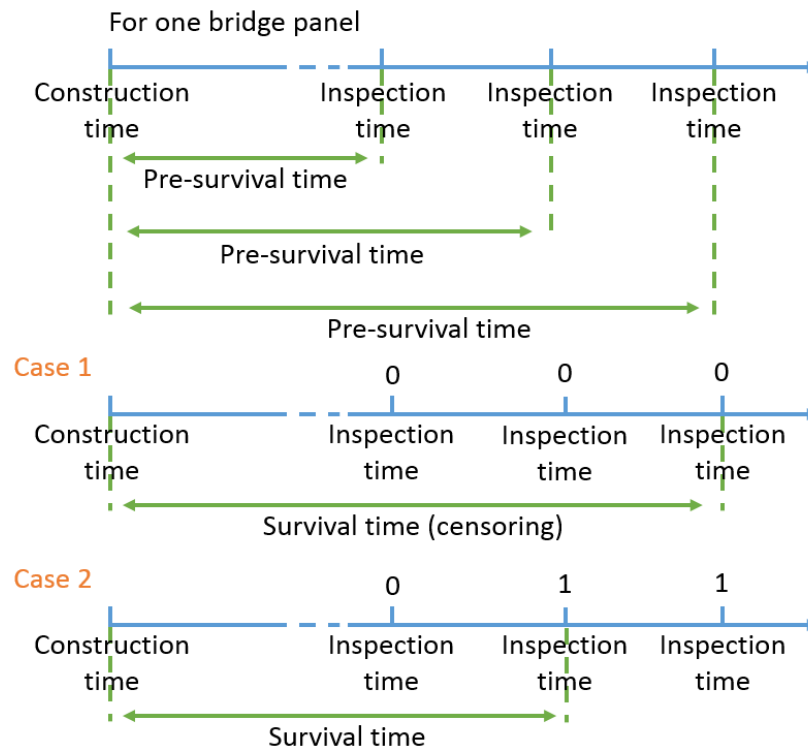 For one bridge panel
Construction time
Inspection time
Inspection time
Inspection time
Pre-survival time
Pre-survival time
Pre-survival time
Case 1
0 0 0
Construction time
Inspection time
Inspection time
Inspection time
Survival time (censoring)
Case 2
0 1 1
Construction time
Inspection time
Inspection time
Inspection time
Survival time